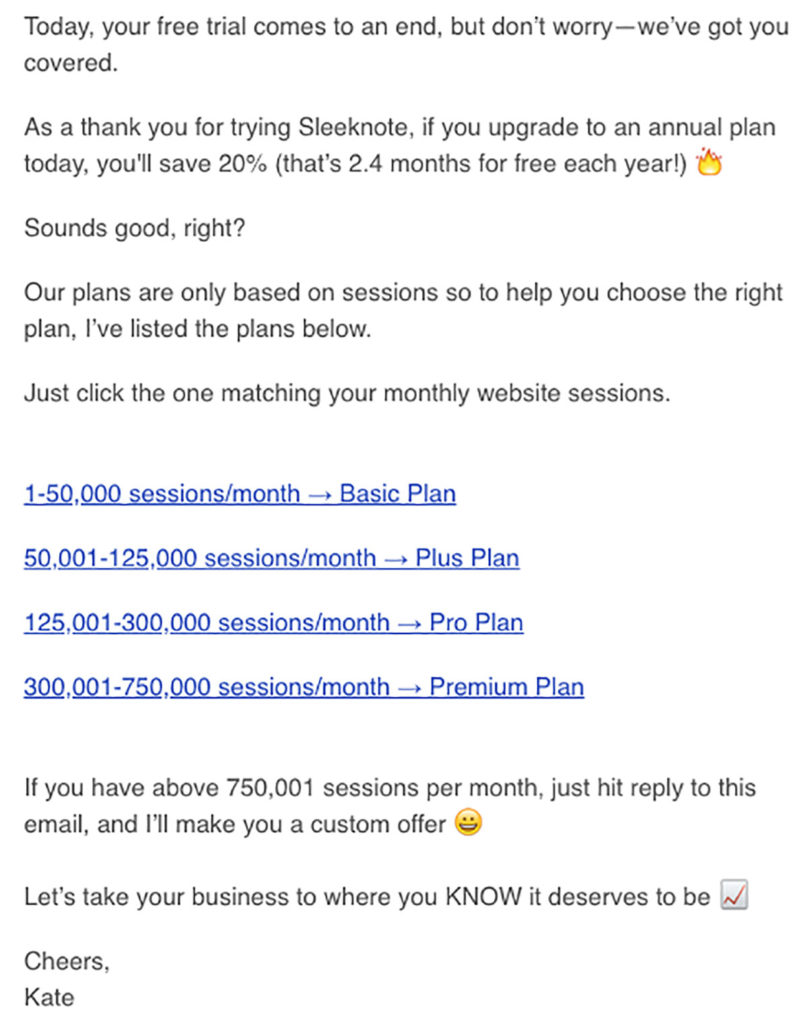 Today, your free trial comes to an end, but don’t worry—we’ve got you
covered.
As a thank you for trying Sleeknote, if you upgrade to an annual plan
today, you'll save 20% (that’s 2.4 months for free each year!) 🔥
Sounds good, right?
Our plans are only based on sessions so to help you choose the right
plan, I’ve listed the plans below.
Just click the one matching your monthly website sessions.
1-50,000 sessions/month → Basic Plan
50,001-125,000 sessions/month → Plus Plan
125,001-300,000 sessions/month → Pro Plan
300,001-750,000 sessions/month → Premium Plan
If you have above 750,001 sessions per month, just hit reply to this
email, and I’ll make you a custom offer 😀
Let’s take your business to where you KNOW it deserves to be 📈
Cheers,
Kate